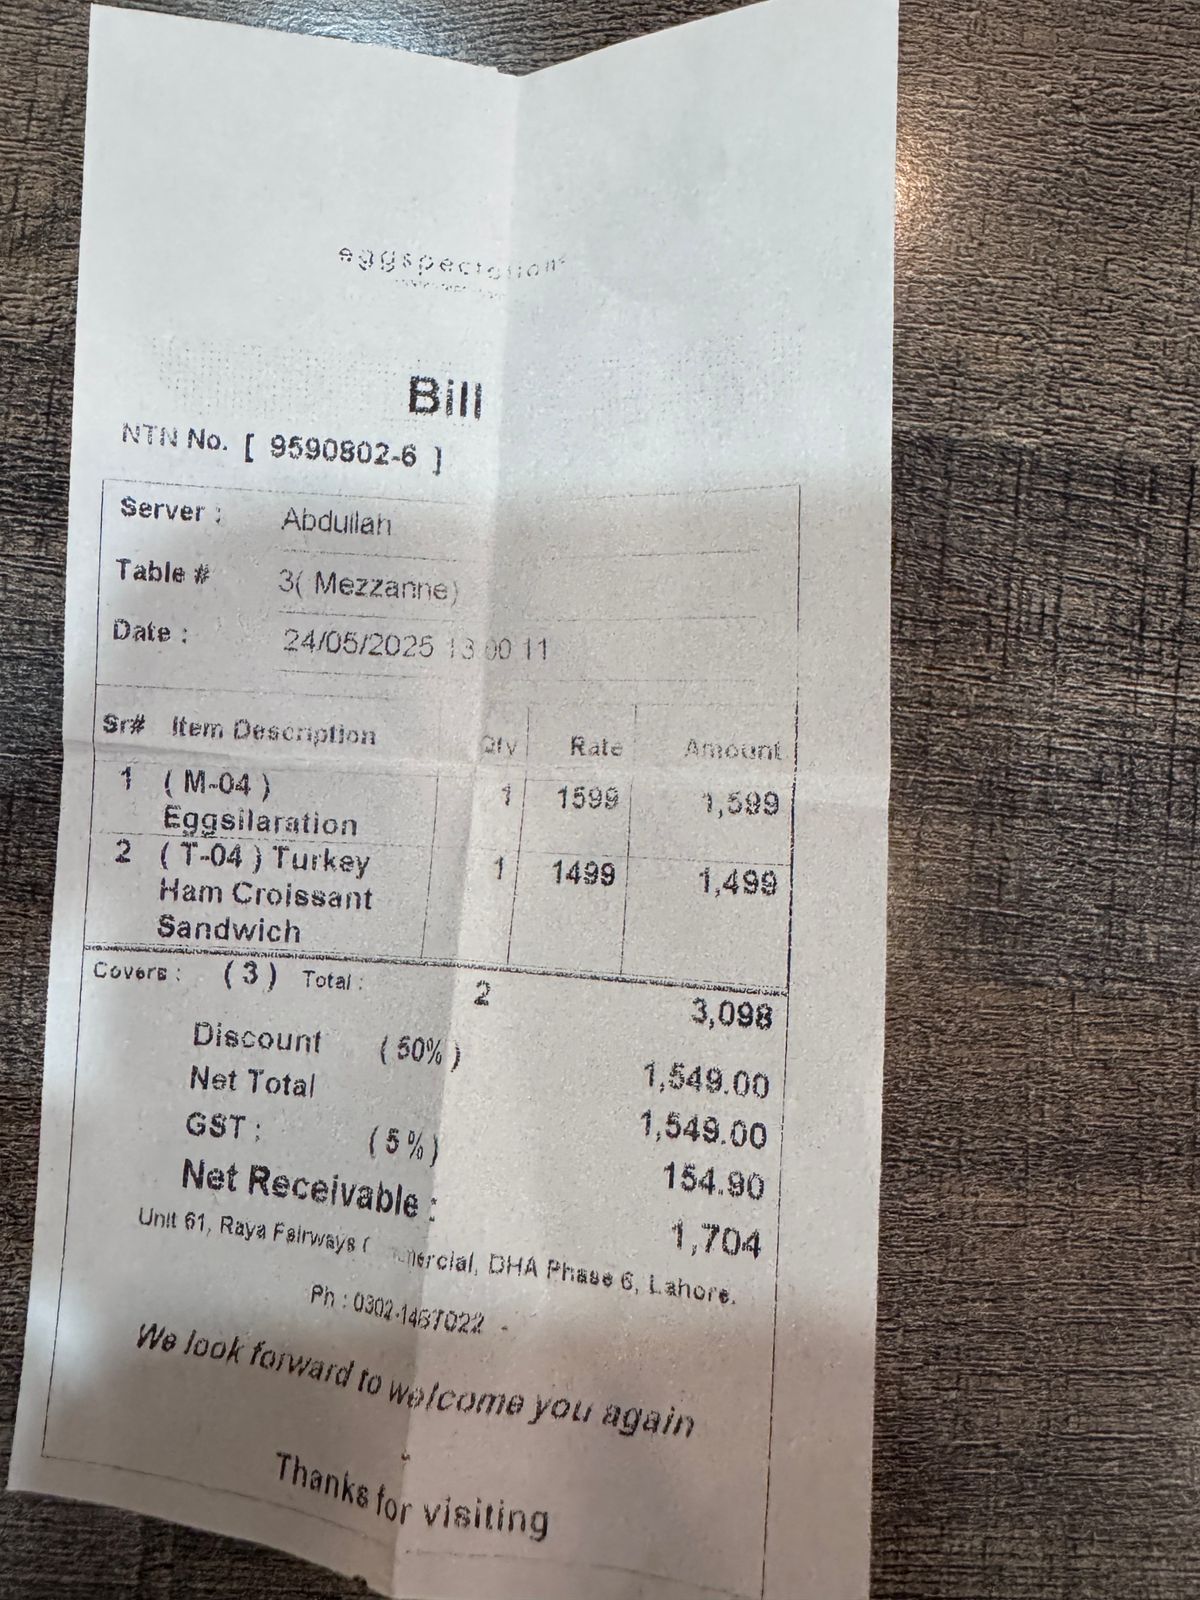 eggspectation
Bill
NTN No. [ 9590802-6 ]
Server : Abdullah
Table # 3( Mezzanne)
Date : 24/05/2025 13:00:11
Sr# Item Description Qty Rate Amount
1 ( M-04 ) 1 1599 1,599
Eggsilaration
2 ( T-04 ) Turkey 1 1499 1,499
Ham Croissant
Sandwich
Covers : ( 3 ) Total : 2 3,098
Discount ( 50% ) 1,549.00
Net Total 1,549.00
GST : ( 5 % ) 154.90
Net Receivable : 1,704
Unit 61, Raya Fairways DHA Phase 6, Lahore.
Ph :
We look forward to welcome you again
Thanks for visiting